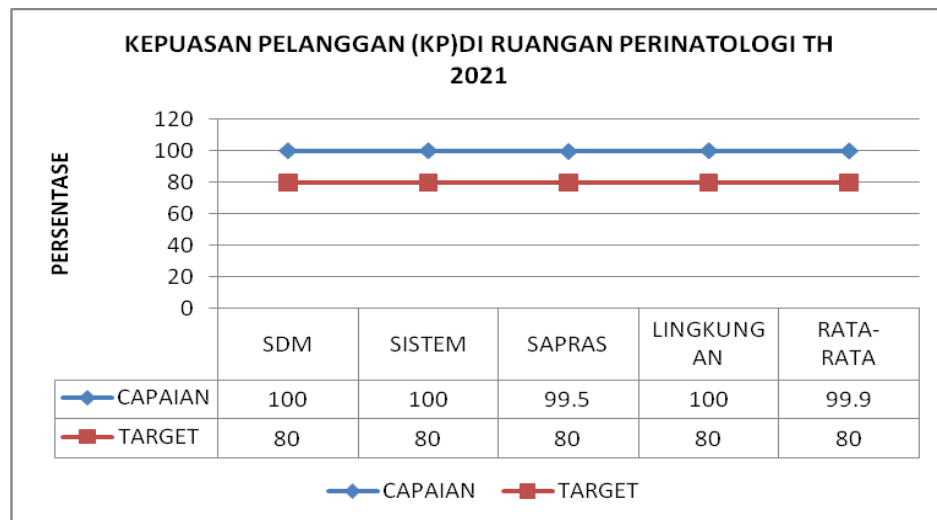 KEPUASAN PELANGGAN (KP)DI RUANGAN PERINATOLOGI TH
2021
PERSENTASE
120
100
80
60
40
20
0
SDM SISTEM SAPRAS LINGKUNG
AN RATA-
RATA
CAPAIAN 100 100 99.5 100 99.9
TARGET 80 80 80 80 80
CAPAIAN TARGET